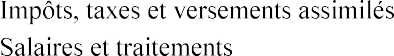 Impôts, taxes et versements assimilés
Salaires et traitements